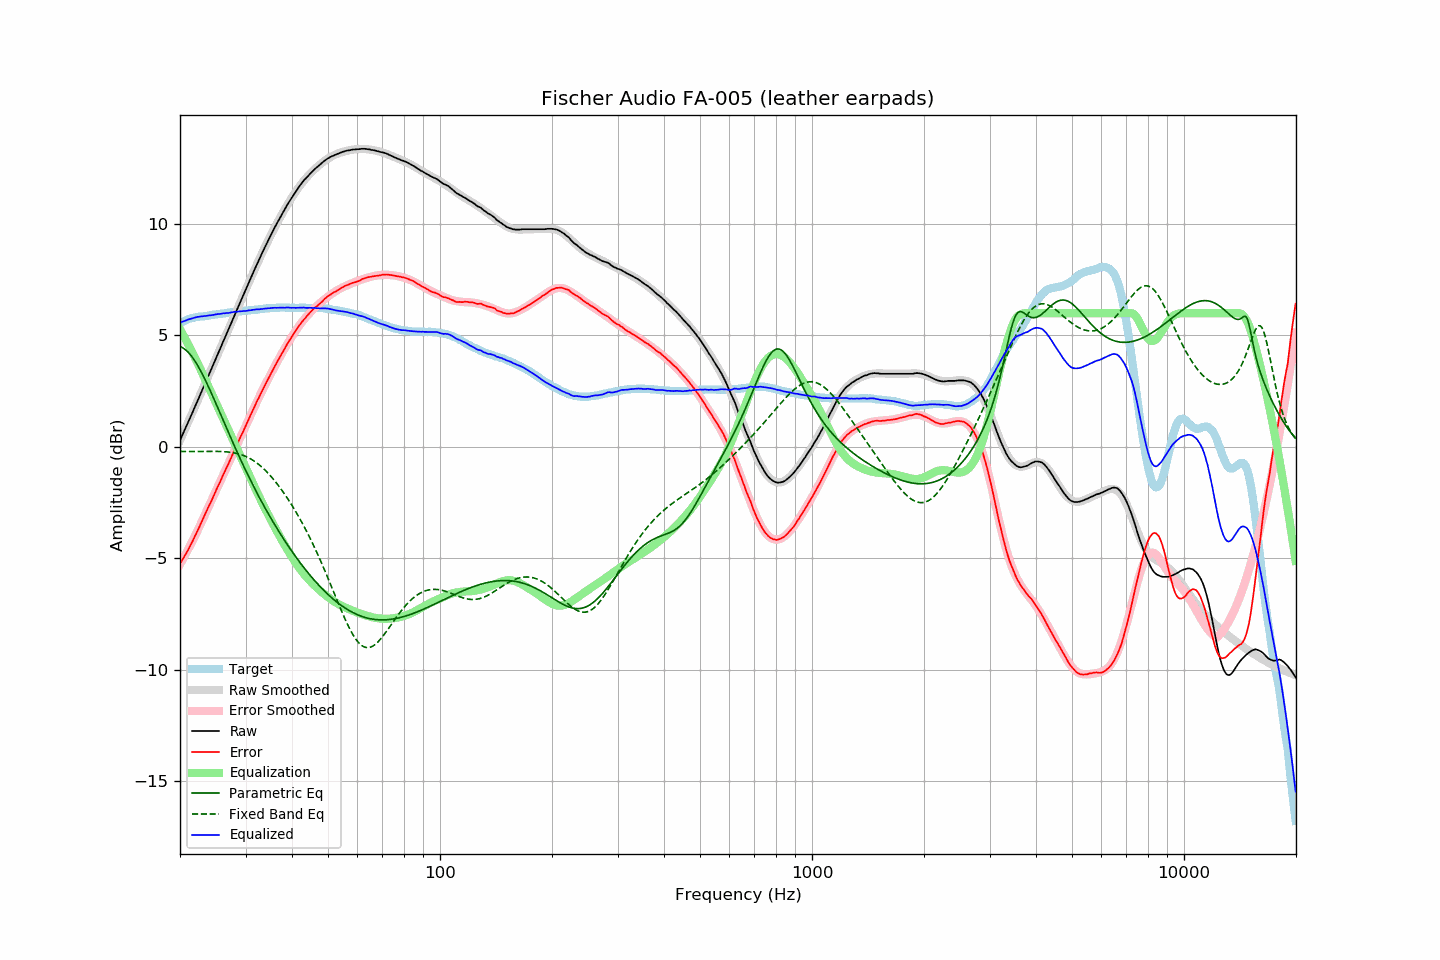 Fischer Audio FA-005 (leather earpads)
Amplitude (dBr)
10
5
0
−5
−10
−15
Target
Raw Smoothed
Error Smoothed
Raw
Error
Equalization
Parametric Eq
Fixed Band Eq
Equalized
100
1000
10000
Frequency (Hz)